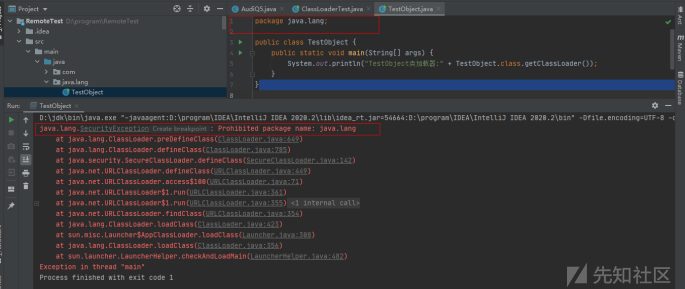 RemoteTest D:\program\RemoteTest
.idea
src
main
java
com
java.lang
TestObject
AudiQ5.java
ClassLoaderTest.java
TestObject.java
1 package java.lang;
2
3 public class TestObject {
4 public static void main(String[] args) {
5 System.out.println("TestObject类加载器:" + TestObject.class.getClassLoader());
6 }
7 }
8
Ant
Maven
Database
Run: TestObject
D:\jdk\bin\java.exe "-javaagent:D:\program\IDEA\IntelliJ IDEA 2020.2\lib\idea_rt.jar=54664:D:\program\IDEA\IntelliJ IDEA 2020.2\bin" -Dfile.encoding=UTF-8 -c
java.lang.SecurityException Create breakpoint : Prohibited package name: java.lang
at java.lang.ClassLoader.preDefineClass(ClassLoader.java:649)
at java.lang.ClassLoader.defineClass(ClassLoader.java:785)
at java.security.SecureClassLoader.defineClass(SecureClassLoader.java:142)
at java.net.URLClassLoader.defineClass(URLClassLoader.java:449)
at java.net.URLClassLoader.access$100(URLClassLoader.java:71)
at java.net.URLClassLoader$1.run(URLClassLoader.java:361)
at java.net.URLClassLoader$1.run(URLClassLoader.java:355) <1 internal call>
at java.net.URLClassLoader.findClass(URLClassLoader.java:354)
at java.lang.ClassLoader.loadClass(ClassLoader.java:423)
at sun.misc.Launcher$AppClassLoader.loadClass(Launcher.java:308)
at java.lang.ClassLoader.loadClass(ClassLoader.java:356)
at sun.launcher.LauncherHelper.checkAndLoadMain(LauncherHelper.java:482)
Exception in thread "main"
Process finished with exit code 1
先知社区